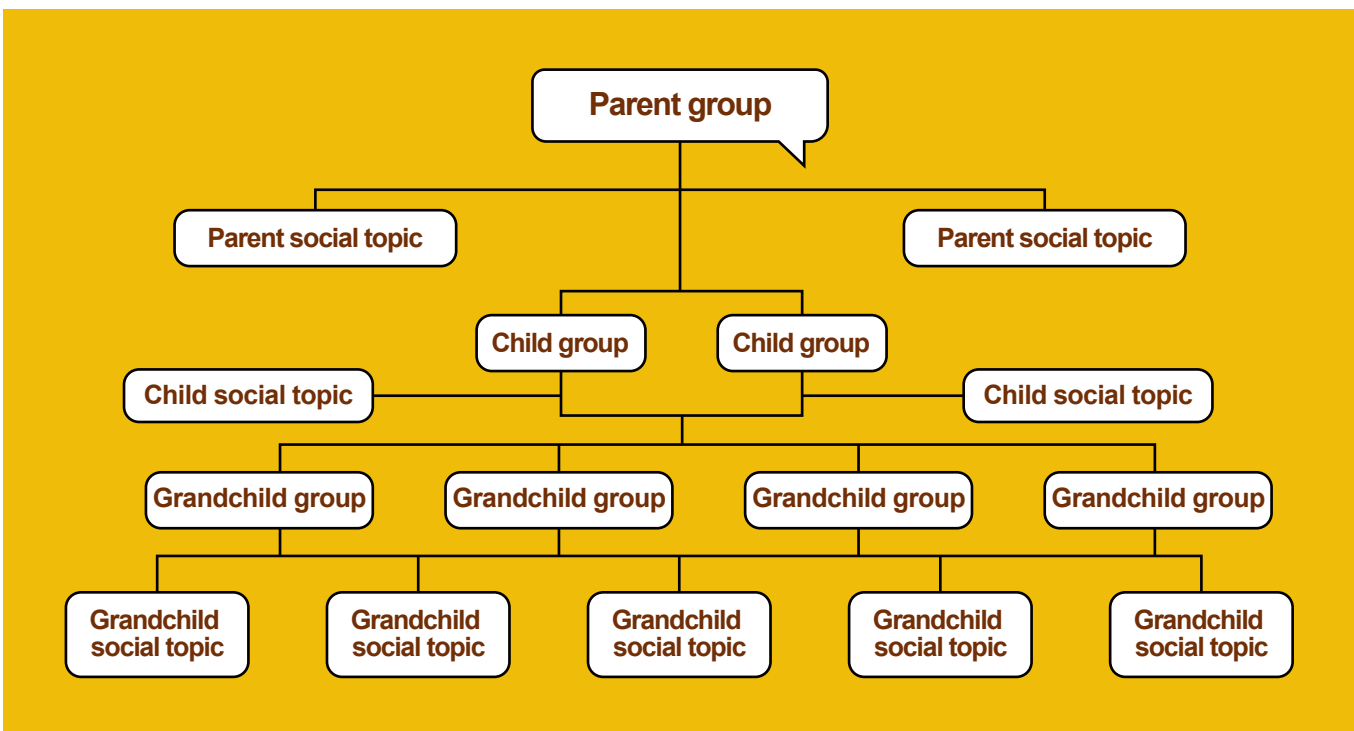 Parent group
Parent social topic
Parent social topic
Child group
Child group
Child social topic
Child social topic
Grandchild group
Grandchild group
Grandchild group
Grandchild group
Grandchild
social topic
Grandchild
social topic
Grandchild
social topic
Grandchild
social topic
Grandchild
social topic